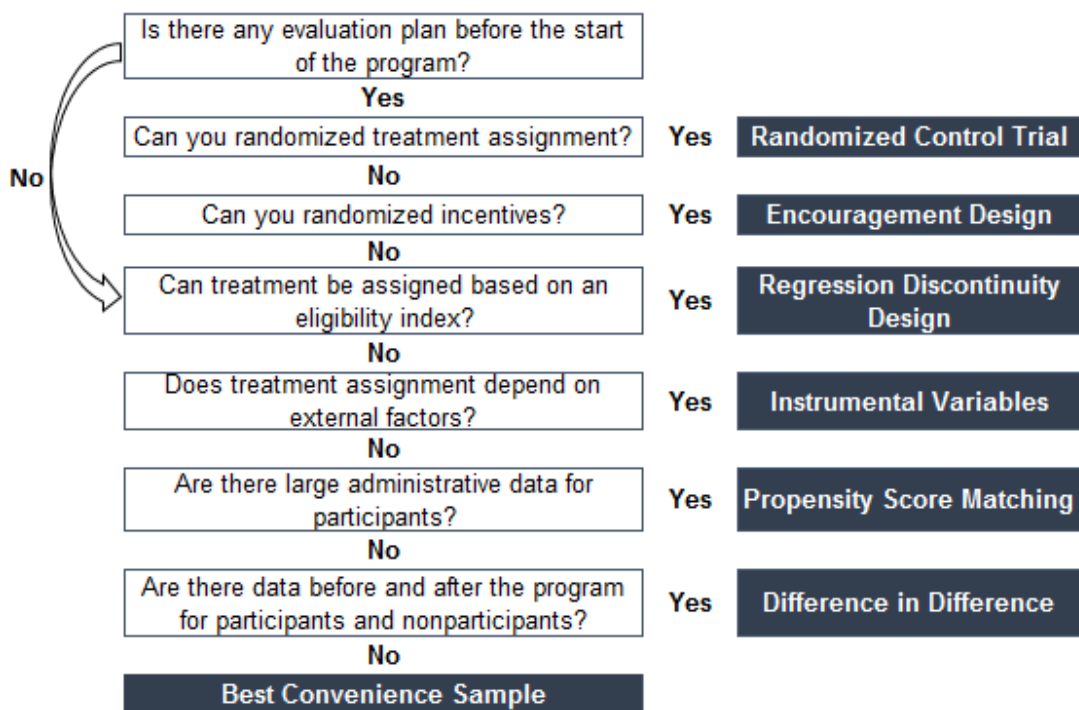 Is there any evaluation plan before the start
of the program?
Yes
Can you randomized treatment assignment?
Yes
Randomized Control Trial
No
No
Can you randomized incentives?
Yes
Encouragement Design
No
Can treatment be assigned based on an
eligibility index?
Yes
Regression Discontinuity
Design
No
Does treatment assignment depend on
external factors?
Yes
Instrumental Variables
No
Are there large administrative data for
participants?
Yes
Propensity Score Matching
No
Are there data before and after the program
for participants and nonparticipants?
Yes
Difference in Difference
No
Best Convenience Sample